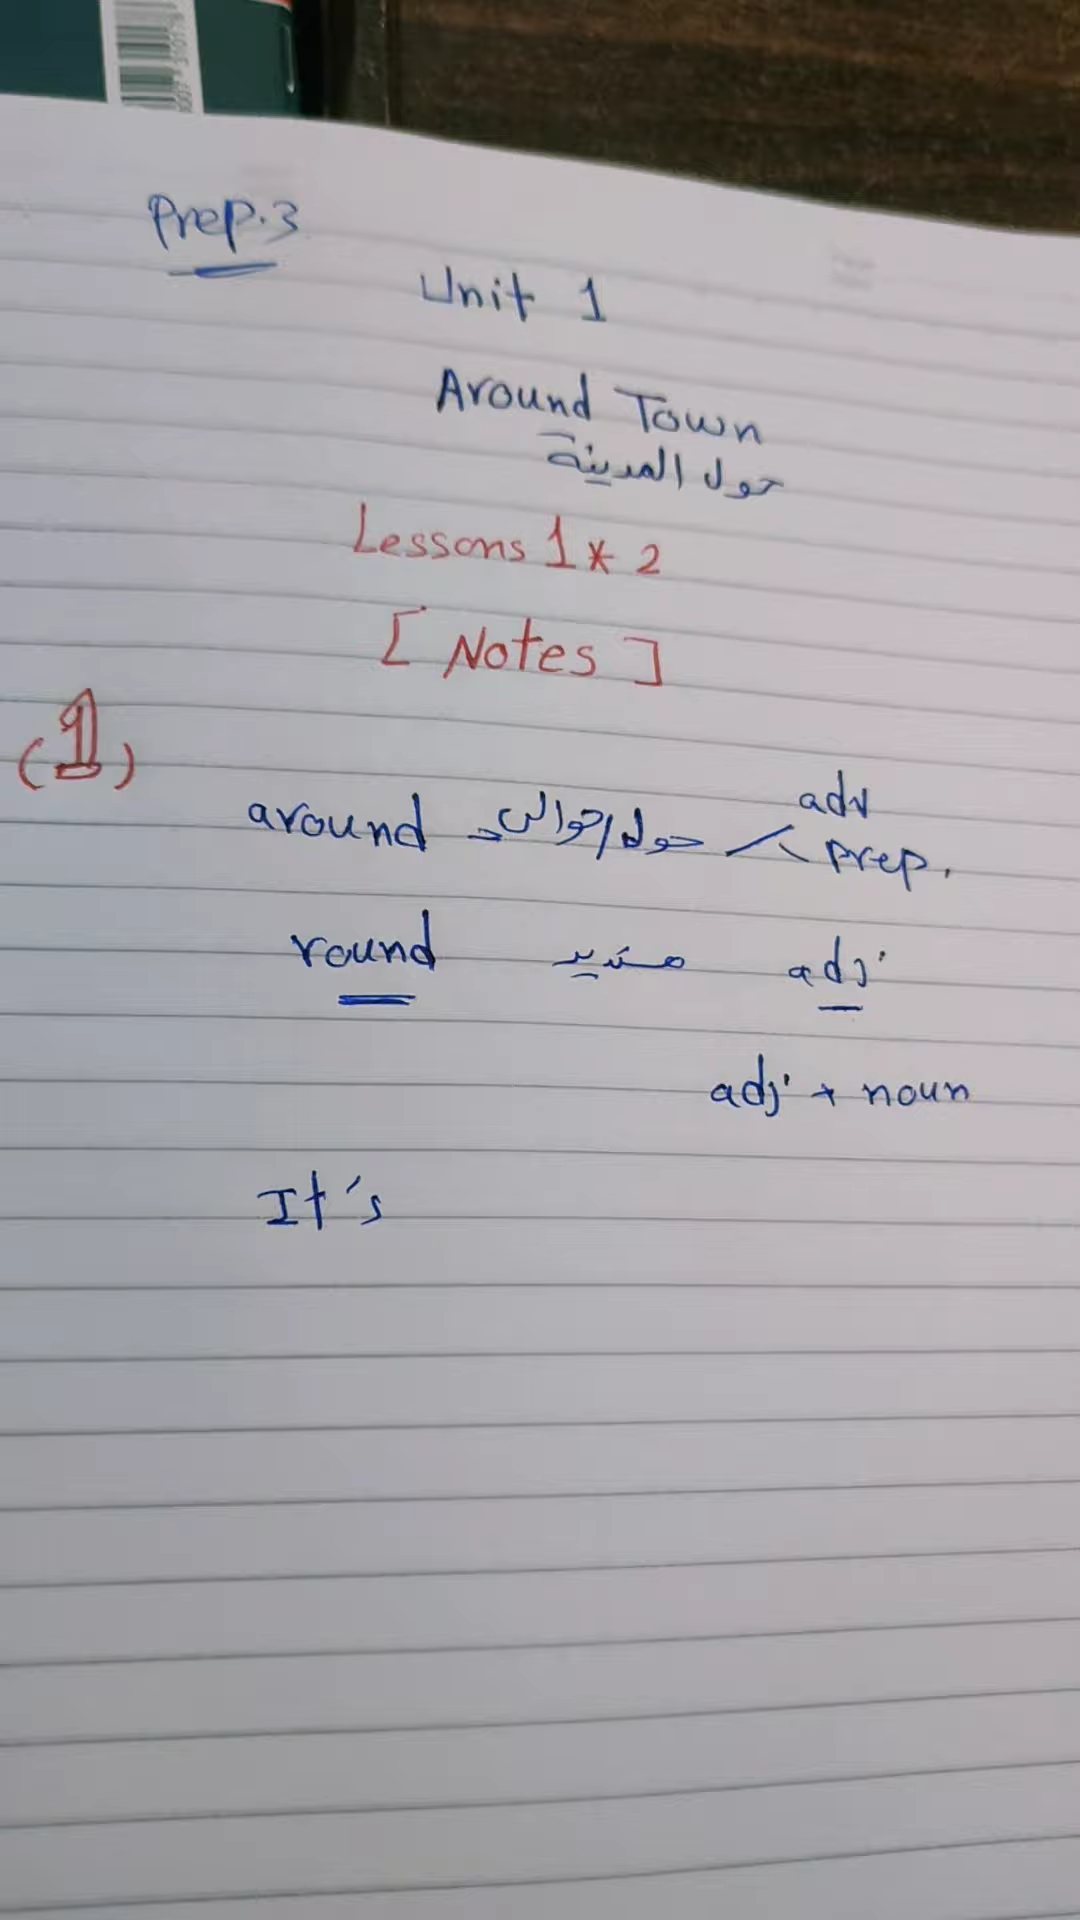 Prep.3
Unit 1
Around Town
حول المدينة
Lessons 1 * 2
[ Notes ]
(1)
around حول/حوالى adv
prep.
round مستدير adj
adj + noun
It's